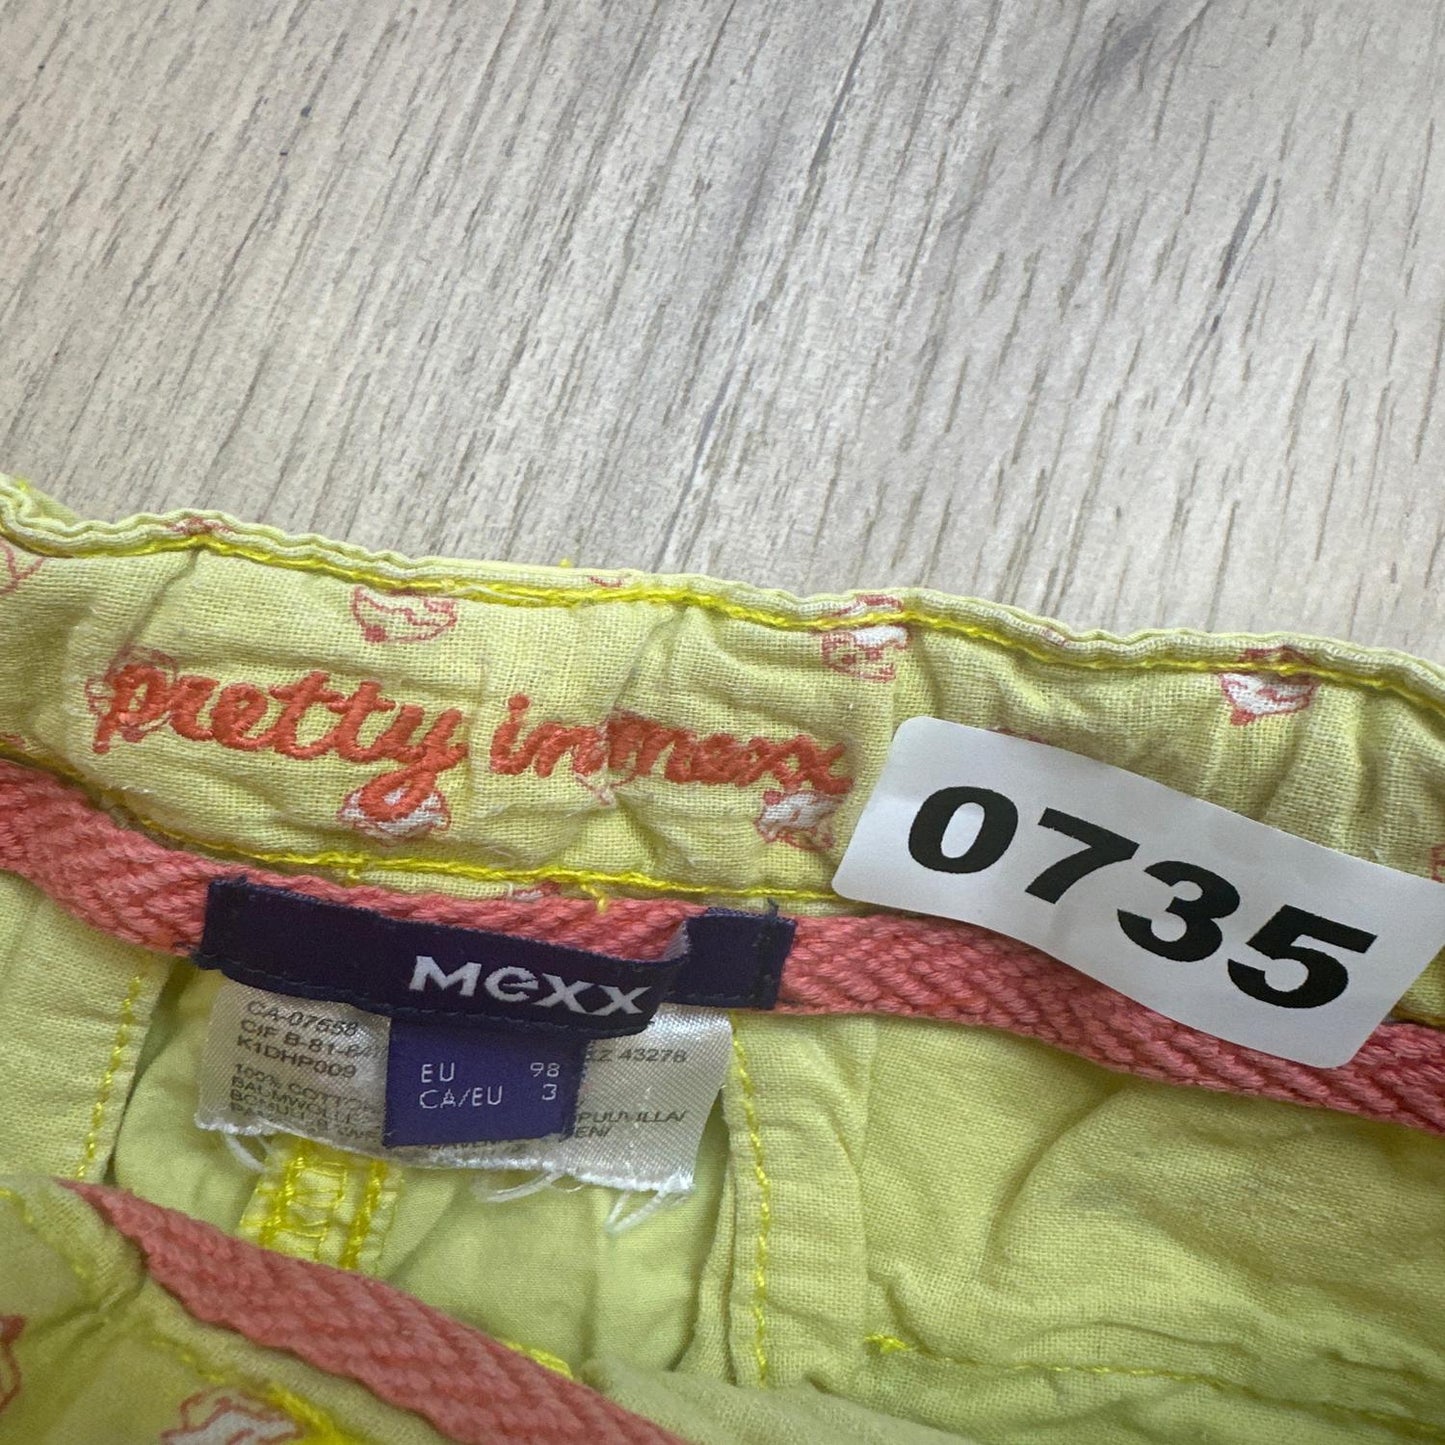 pretty in mexx
0735
mexx
CA-07658
CIF B-81-
K1DHP009
43278
EU 98
CA/EU 3
100% COTTON
BAUMWOLLE
PUUVILLA/